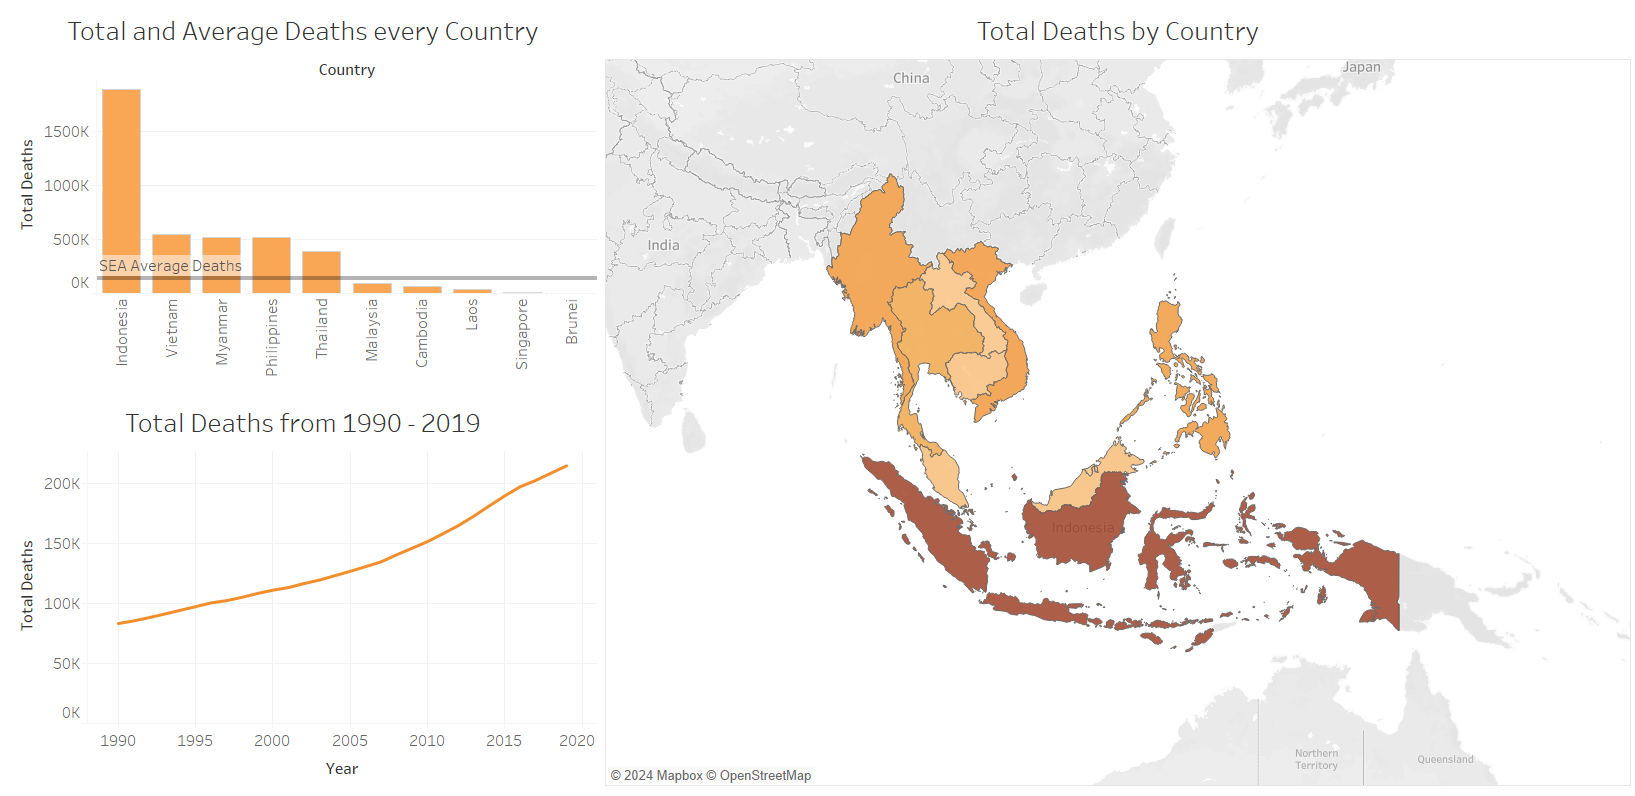 Total and Average Deaths every Country
Country
Total Deaths
1500K
1000K
500K
0K
SEA Average Deaths
Indonesia
Vietnam
Myanmar
Philippines
Thailand
Malaysia
Cambodia
Laos
Singapore
Brunei
Total Deaths from 1990 - 2019
Total Deaths
200K
150K
100K
50K
0K
1990
1995
2000
2005
2010
2015
2020
Year
Total Deaths by Country
China
Japan
India
Indonesia
Northern
Territory
Queensland
© 2024 Mapbox © OpenStreetMap